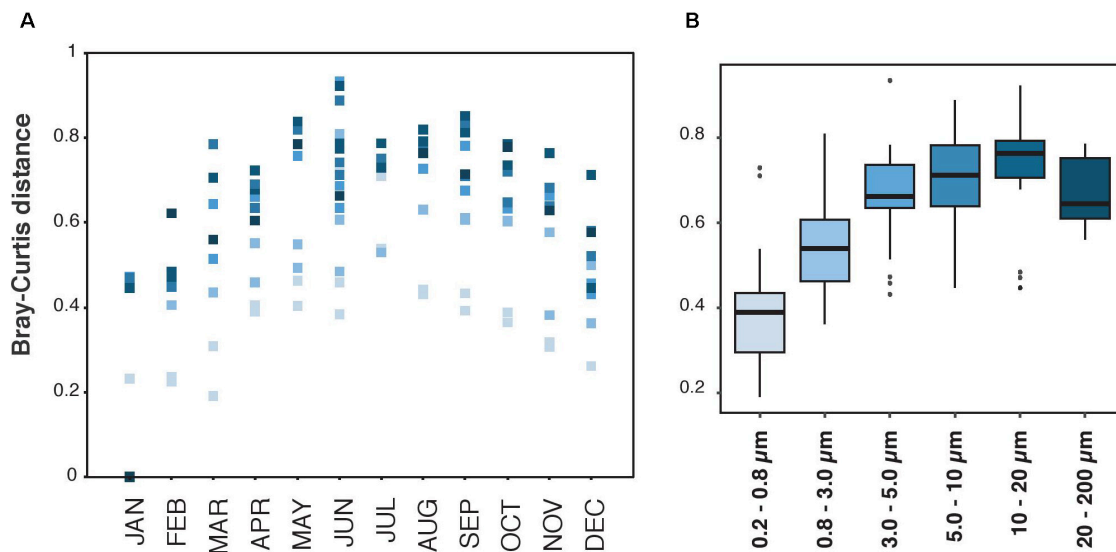 A
Bray-Curtis distance
1
0.8
0.6
0.4
0.2
0
JAN
FEB
MAR
APR
MAY
JUN
JUL
AUG
SEP
OCT
NOV
DEC
B
0.8
0.6
0.4
0.2
0.2 - 0.8 µm
0.8 - 3.0 µm
3.0 - 5.0 µm
5.0 - 10 µm
10 - 20 µm
20 - 200 µm